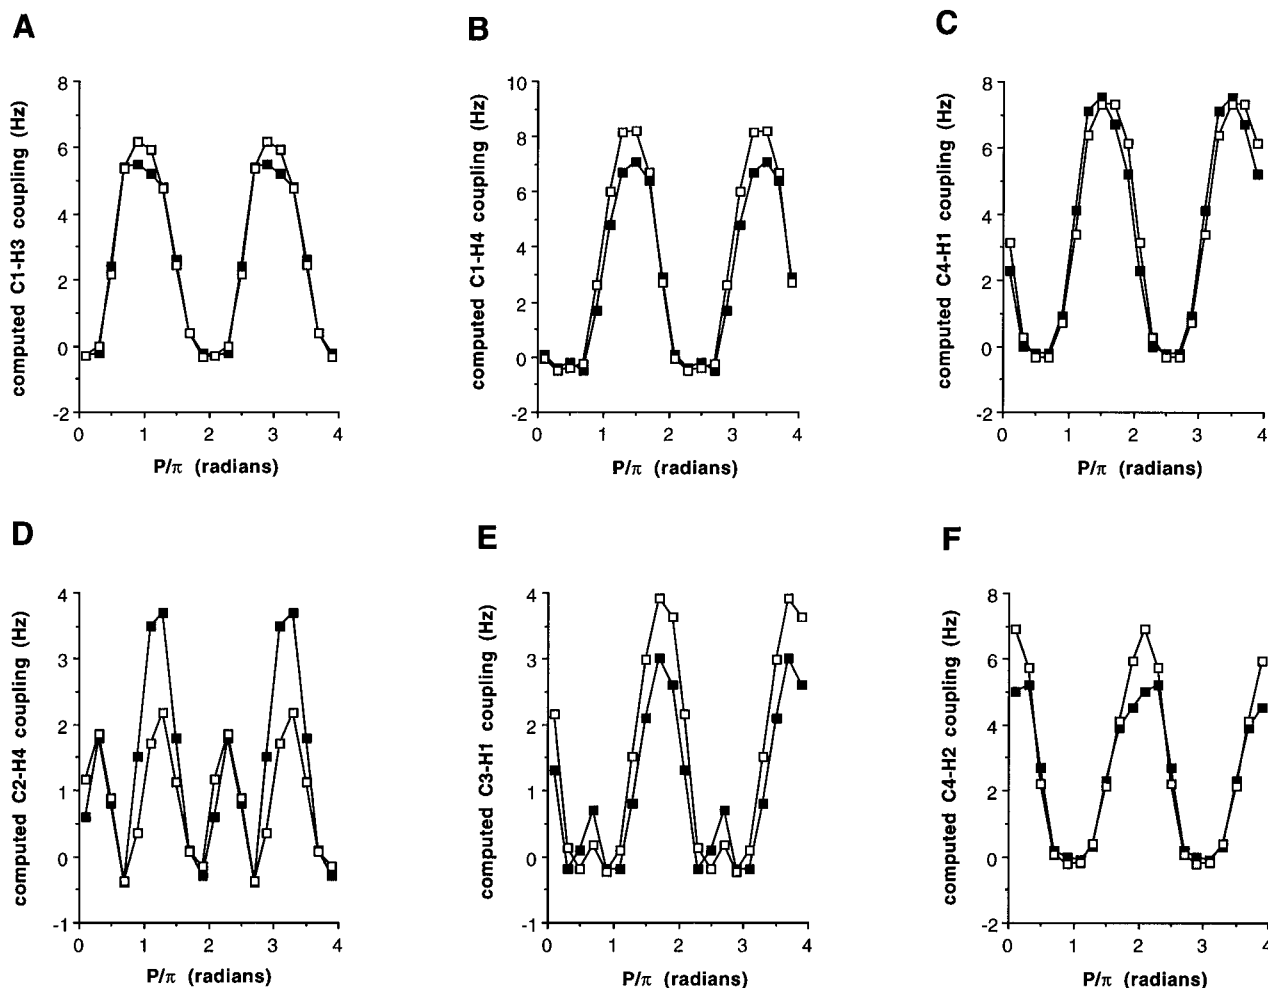 A
computed C1-H3 coupling (Hz)
8
6
4
2
0
-2
0 1 2 3 4
P/π (radians)
B
computed C1-H4 coupling (Hz)
10
8
6
4
2
0
-2
0 1 2 3 4
P/π (radians)
C
computed C4-H1 coupling (Hz)
8
6
4
2
0
-2
0 1 2 3 4
P/π (radians)
D
computed C2-H4 coupling (Hz)
4
3
2
1
0
-1
0 1 2 3 4
P/π (radians)
E
computed C3-H1 coupling (Hz)
4
3
2
1
0
-1
0 1 2 3 4
P/π (radians)
F
computed C4-H2 coupling (Hz)
8
6
4
2
0
-2
0 1 2 3 4
P/π (radians)